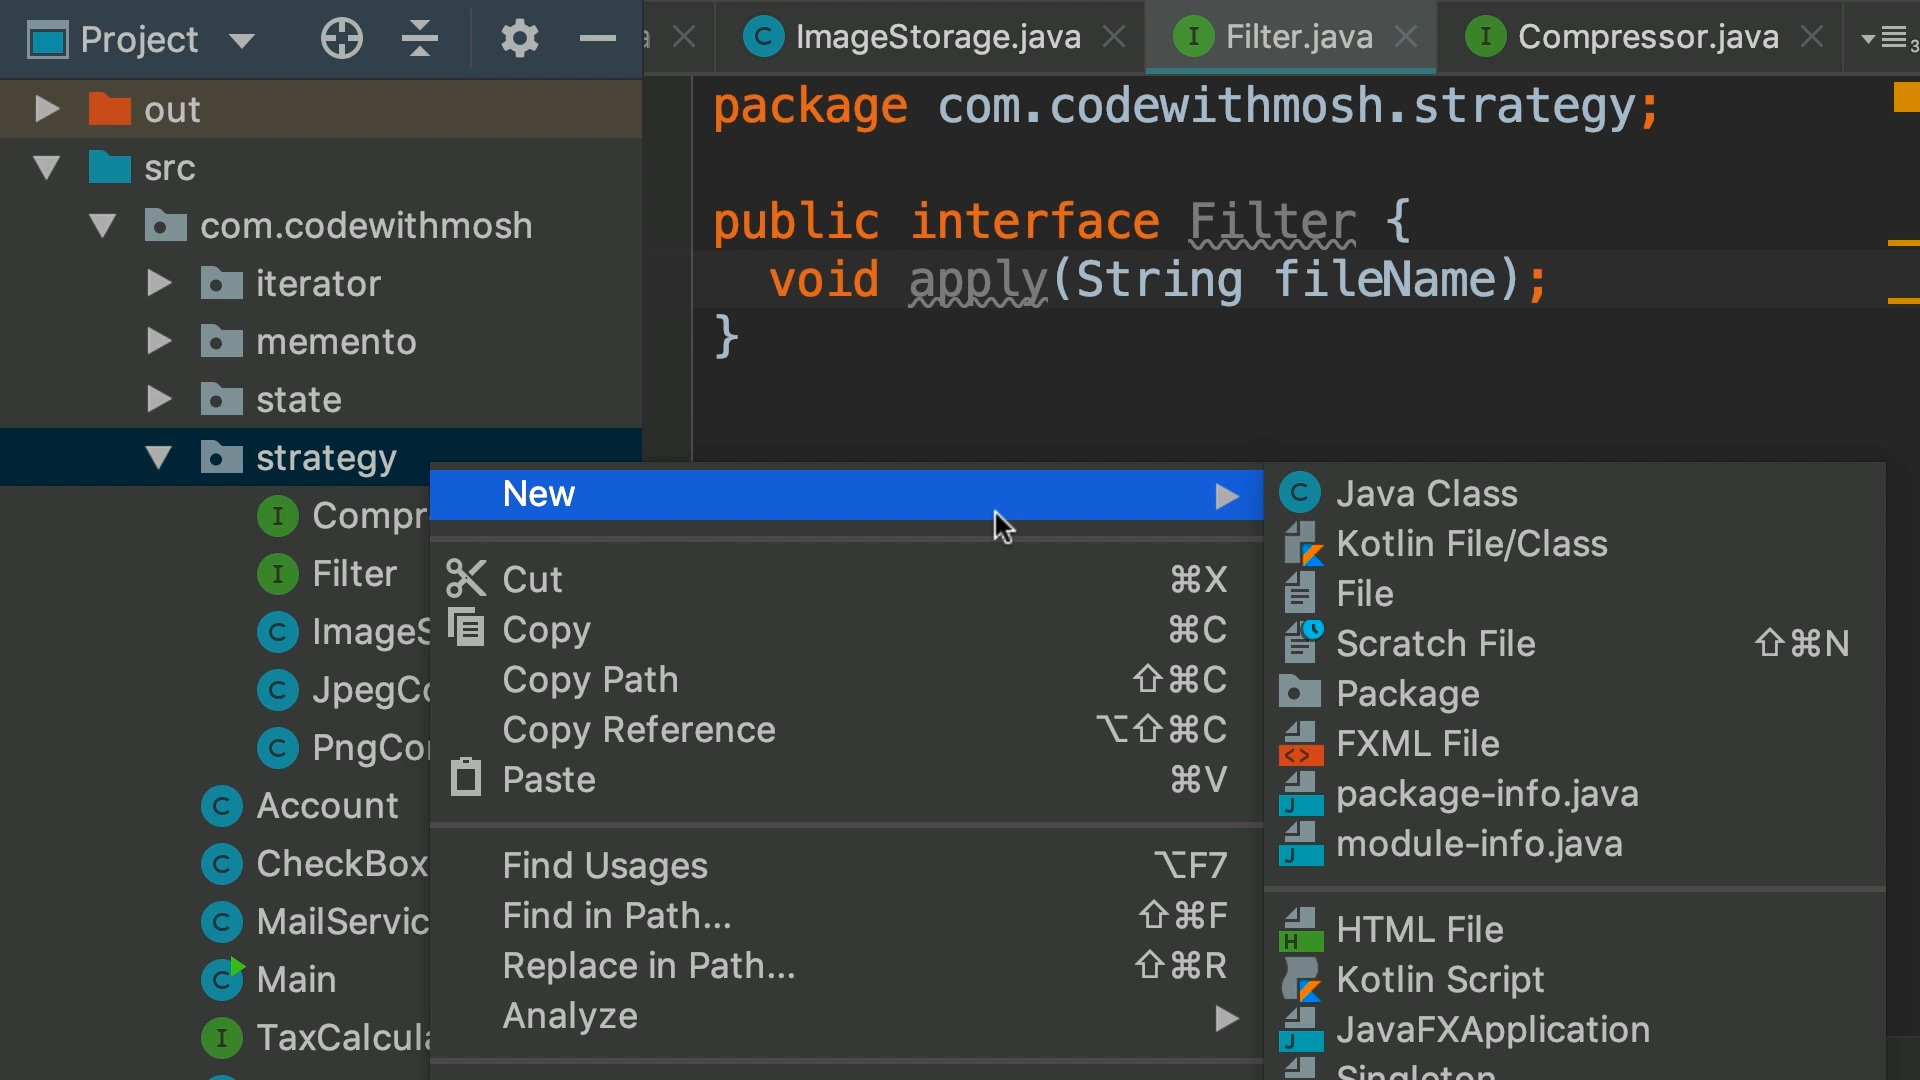 Project
ImageStorage.java
Filter.java
Compressor.java
out
src
com.codewithmosh
iterator
memento
state
strategy
Compr
Filter
ImageS
JpegCo
PngCo
Account
CheckBox
MailServic
Main
TaxCalcul
package com.codewithmosh.strategy;
public interface Filter {
void apply(String fileName);
}
New
Cut ⌘X
Copy ⌘C
Copy Path ⇧⌘C
Copy Reference ⌥⇧⌘C
Paste ⌘V
Find Usages ⌥F7
Find in Path... ⇧⌘F
Replace in Path... ⇧⌘R
Analyze
Java Class
Kotlin File/Class
File
Scratch File ⇧⌘N
Package
FXML File
package-info.java
module-info.java
HTML File
Kotlin Script
JavaFXApplication
Singleton